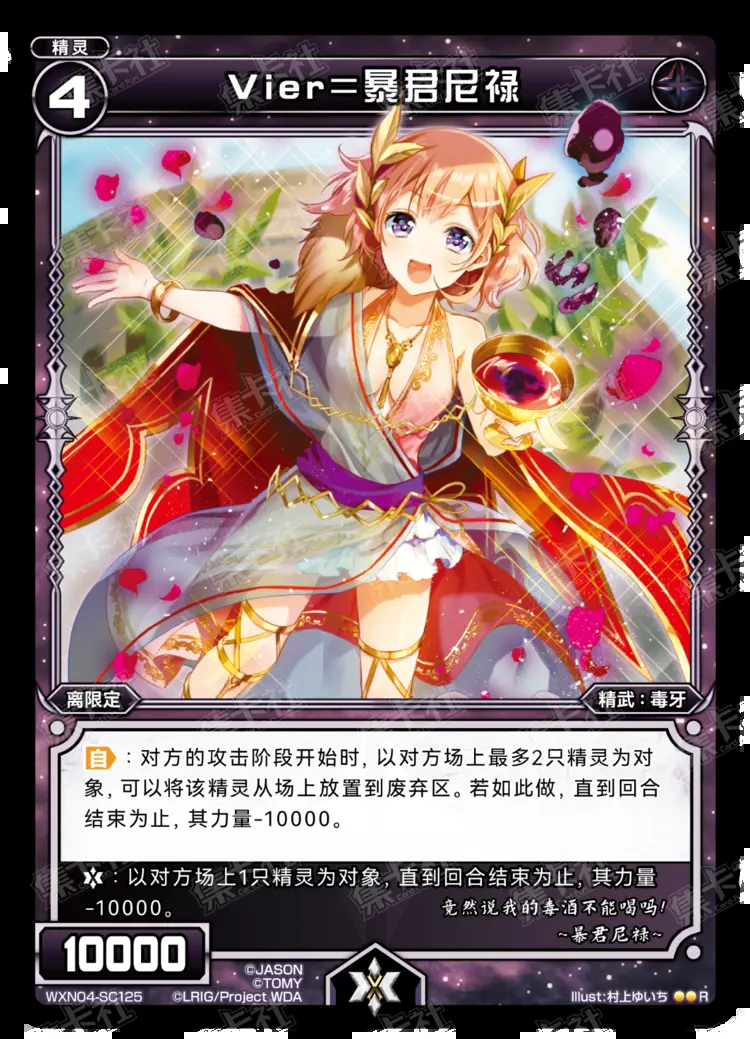 精灵
4
Vier=暴君尼禄
离限定
精武：毒牙
自：对方的攻击阶段开始时，以对方场上最多2只精灵为对
象，可以将该精灵从场上放置到废弃区。若如此做，直到回合
结束为止，其力量-10000。
：以对方场上1只精灵为对象，直到回合结束为止，其力量
-10000。
竟然说我的毒酒不能喝吗！
~暴君尼禄~
10000
©JASON
©TOMY
WXN04-SC125 ©LRIG/Project WDA
Illust:村上ゆいち R
集卡社